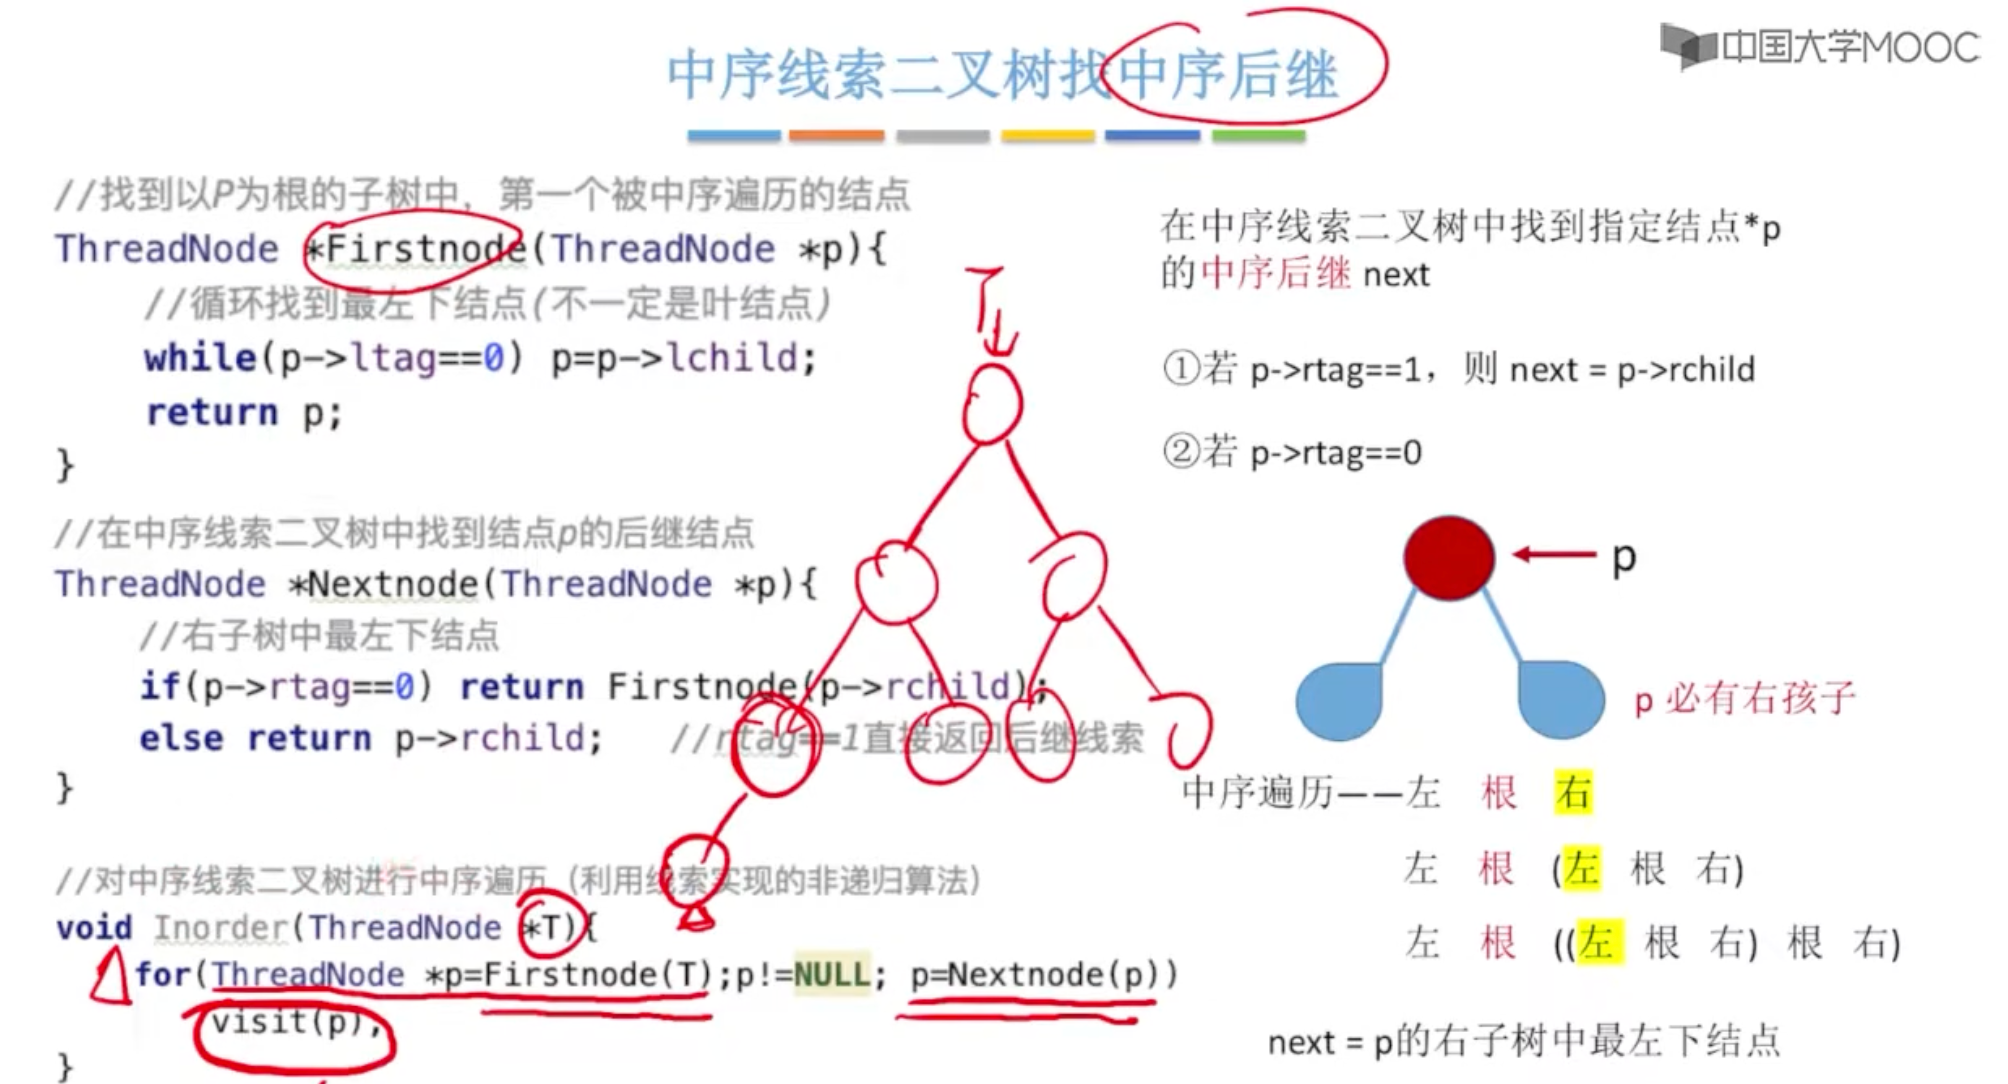 中国大学MOOC
中序线索二叉树找中序后继
//找到以P为根的子树中，第一个被中序遍历的结点
ThreadNode *Firstnode(ThreadNode *p){
//循环找到最左下结点(不一定是叶结点)
while(p->ltag==0) p=p->lchild;
return p;
}
//在中序线索二叉树中找到结点p的后继结点
ThreadNode *Nextnode(ThreadNode *p){
//右子树中最左下结点
if(p->rtag==0) return Firstnode(p->rchild);
else return p->rchild; //rtag==1直接返回后继线索
}
//对中序线索二叉树进行中序遍历（利用线索实现的非递归算法）
void Inorder(ThreadNode *T){
for(ThreadNode *p=Firstnode(T);p!=NULL; p=Nextnode(p))
visit(p);
}
T
在中序线索二叉树中找到指定结点*p
的中序后继 next
①若 p->rtag==1，则 next = p->rchild
②若 p->rtag==0
p
p 必有右孩子
中序遍历——左 根 右
左 根 (左 根 右)
左 根 ((左 根 右) 根 右)
next = p的右子树中最左下结点